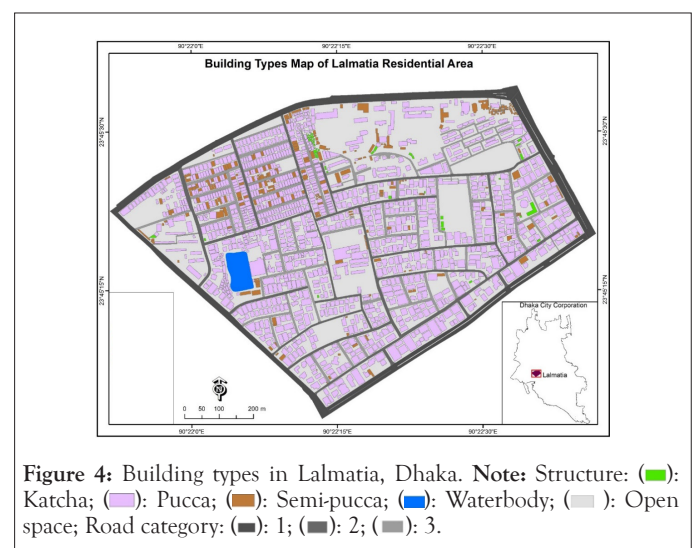 90°22'0"E 90°22'15"E 90°22'30"E
Building Types Map of Lalmatia Residential Area
23°45'30"N 23°45'30"N
23°45'15"N 23°45'15"N
Dhaka City Corporation
Lalmatia
N
0 50 100 200 m
90°22'0"E 90°22'15"E 90°22'30"E
Figure 4: Building types in Lalmatia, Dhaka. Note: Structure: ( ):
Katcha; ( ): Pucca; ( ): Semi-pucca; ( ): Waterbody; ( ): Open
space; Road category: ( ): 1; ( ): 2; ( ): 3.